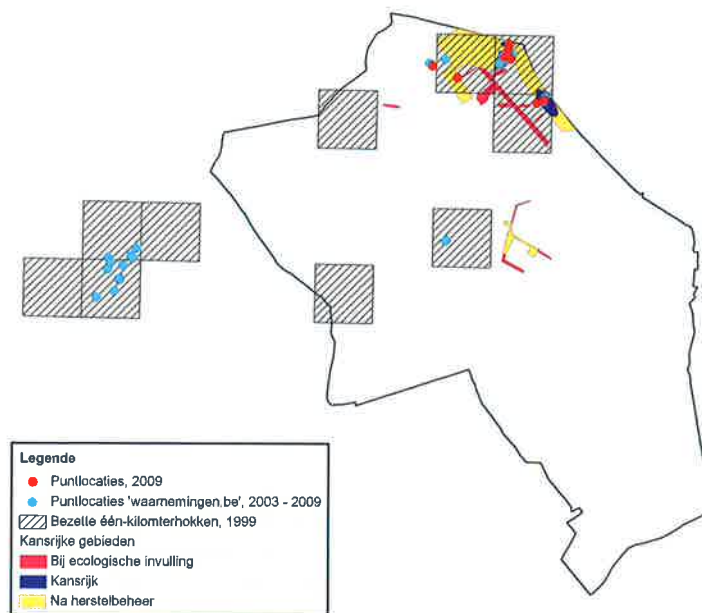 Legende
Puntlocaties, 2009
Puntlocaties 'waarnemingen.be', 2003 - 2009
Bezette één-kilomterhokken, 1999
Kansrijke gebieden
Bij ecologische invulling
Kansrijk
Na herstelbeheer